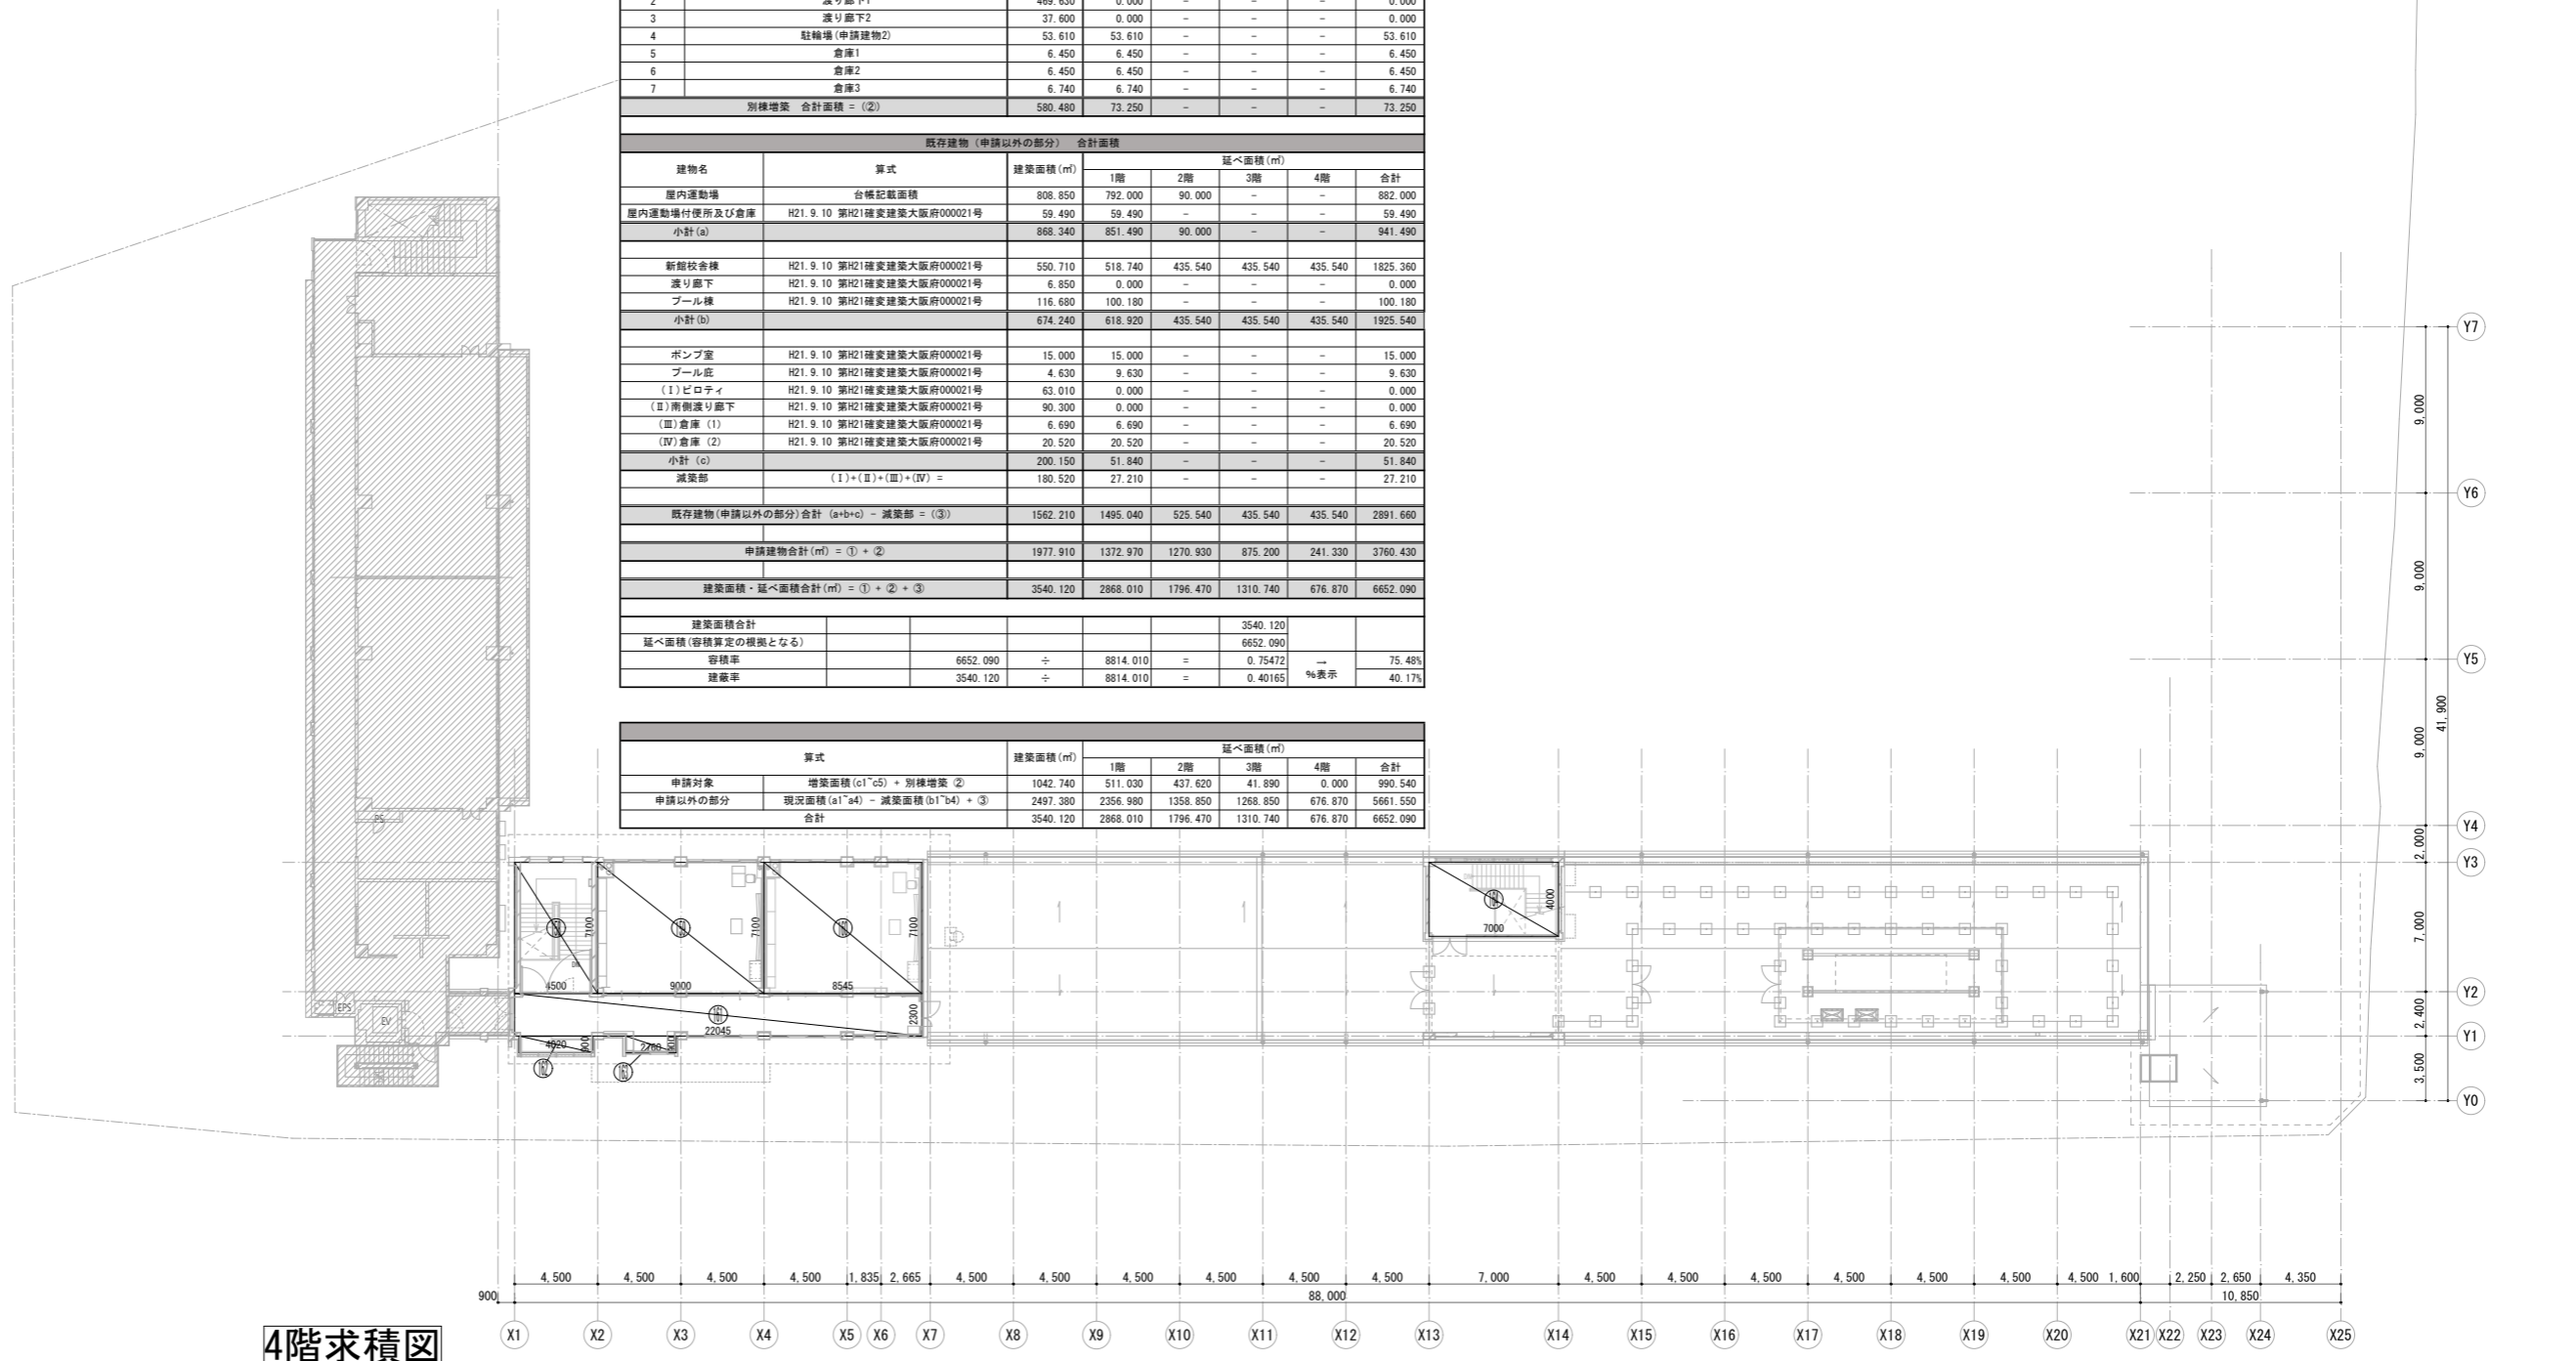 2 渡り廊下1 469.630 0.000 - - - 0.000
3 渡り廊下2 37.600 0.000 - - - 0.000
4 駐輪場(申請建物2) 53.610 53.610 - - - 53.610
5 倉庫1 6.450 6.450 - - - 6.450
6 倉庫2 6.450 6.450 - - - 6.450
7 倉庫3 6.740 6.740 - - - 6.740
別棟増築 合計面積 = (②) 580.480 73.250 - - - 73.250
既存建物（申請以外の部分） 合計面積
建物名 算式 建築面積(㎡) 延べ面積(㎡)
1階 2階 3階 4階 合計
屋内運動場 台帳記載面積 808.850 792.000 90.000 - - 882.000
屋内運動場付便所及び倉庫 H21.9.10 第H21確変建築大阪府000021号 59.490 59.490 - - - 59.490
小計(a) 868.340 851.490 90.000 - - 941.490
新館校舎棟 H21.9.10 第H21確変建築大阪府000021号 550.710 518.740 435.540 435.540 435.540 1825.360
渡り廊下 H21.9.10 第H21確変建築大阪府000021号 6.850 0.000 - - - 0.000
プール棟 H21.9.10 第H21確変建築大阪府000021号 116.680 100.180 - - - 100.180
小計(b) 674.240 618.920 435.540 435.540 435.540 1925.540
ポンプ室 H21.9.10 第H21確変建築大阪府000021号 15.000 15.000 - - - 15.000
プール庇 H21.9.10 第H21確変建築大阪府000021号 4.630 9.630 - - - 9.630
(Ⅰ)ピロティ H21.9.10 第H21確変建築大阪府000021号 63.010 0.000 - - - 0.000
(Ⅱ)南側渡り廊下 H21.9.10 第H21確変建築大阪府000021号 90.300 0.000 - - - 0.000
(Ⅲ)倉庫（1） H21.9.10 第H21確変建築大阪府000021号 6.690 6.690 - - - 6.690
(Ⅳ)倉庫（2） H21.9.10 第H21確変建築大阪府000021号 20.520 20.520 - - - 20.520
小計（c） 200.150 51.840 - - - 51.840
減築部 (Ⅰ)+(Ⅱ)+(Ⅲ)+(Ⅳ) = 180.520 27.210 - - - 27.210
既存建物(申請以外の部分)合計 (a+b+c) - 減築部 = (③) 1562.210 1495.040 525.540 435.540 435.540 2891.660
申請建物合計(㎡) = ① + ② 1977.910 1372.970 1270.930 875.200 241.330 3760.430
建築面積・延べ面積合計(㎡) = ① + ② + ③ 3540.120 2868.010 1796.470 1310.740 676.870 6652.090
建築面積合計 3540.120
延べ面積(容積算定の根拠となる) 6652.090
容積率 6652.090 ÷ 8814.010 = 0.75472 → 75.48%
建蔽率 3540.120 ÷ 8814.010 = 0.40165 %表示 40.17%
算式 建築面積(㎡) 延べ面積(㎡)
1階 2階 3階 4階 合計
申請対象 増築面積(c1~c5) + 別棟増築 ② 1042.740 511.030 437.620 41.890 0.000 990.540
申請以外の部分 現況面積(a1~a4) - 減築面積(b1~b4) + ③ 2497.380 2356.980 1358.850 1268.850 676.870 5661.550
合計 3540.120 2868.010 1796.470 1310.740 676.870 6652.090
Y7
9,000
Y6
9,000
Y5
41,900
9,000
Y4
2,000
Y3
7,000
Y2
2,400
Y1
3,500
Y0
PS
EPS
EV
7100 7100 7100
4500 9000 8545
2300
22045
4020 900 2760
4000
7000
4,500 4,500 4,500 4,500 1,835 2,665 4,500 4,500 4,500 4,500 4,500 4,500 7,000 4,500 4,500 4,500 4,500 4,500 4,500 4,500 1,600 2,250 2,650 4,350
900 88,000 10,850
X1 X2 X3 X4 X5 X6 X7 X8 X9 X10 X11 X12 X13 X14 X15 X16 X17 X18 X19 X20 X21 X22 X23 X24 X25
4階求積図